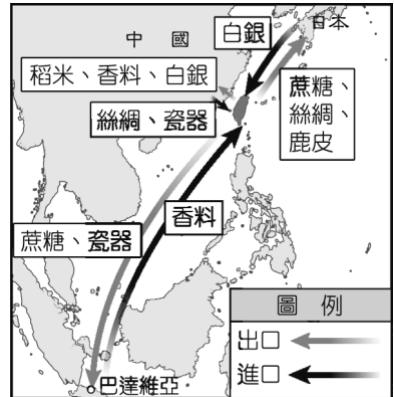 日本
白銀
中國
稻米、香料、白銀
蔗糖、
絲綢、
鹿皮
絲綢、瓷器
香料
蔗糖、瓷器
圖例
出口
進口
巴達維亞